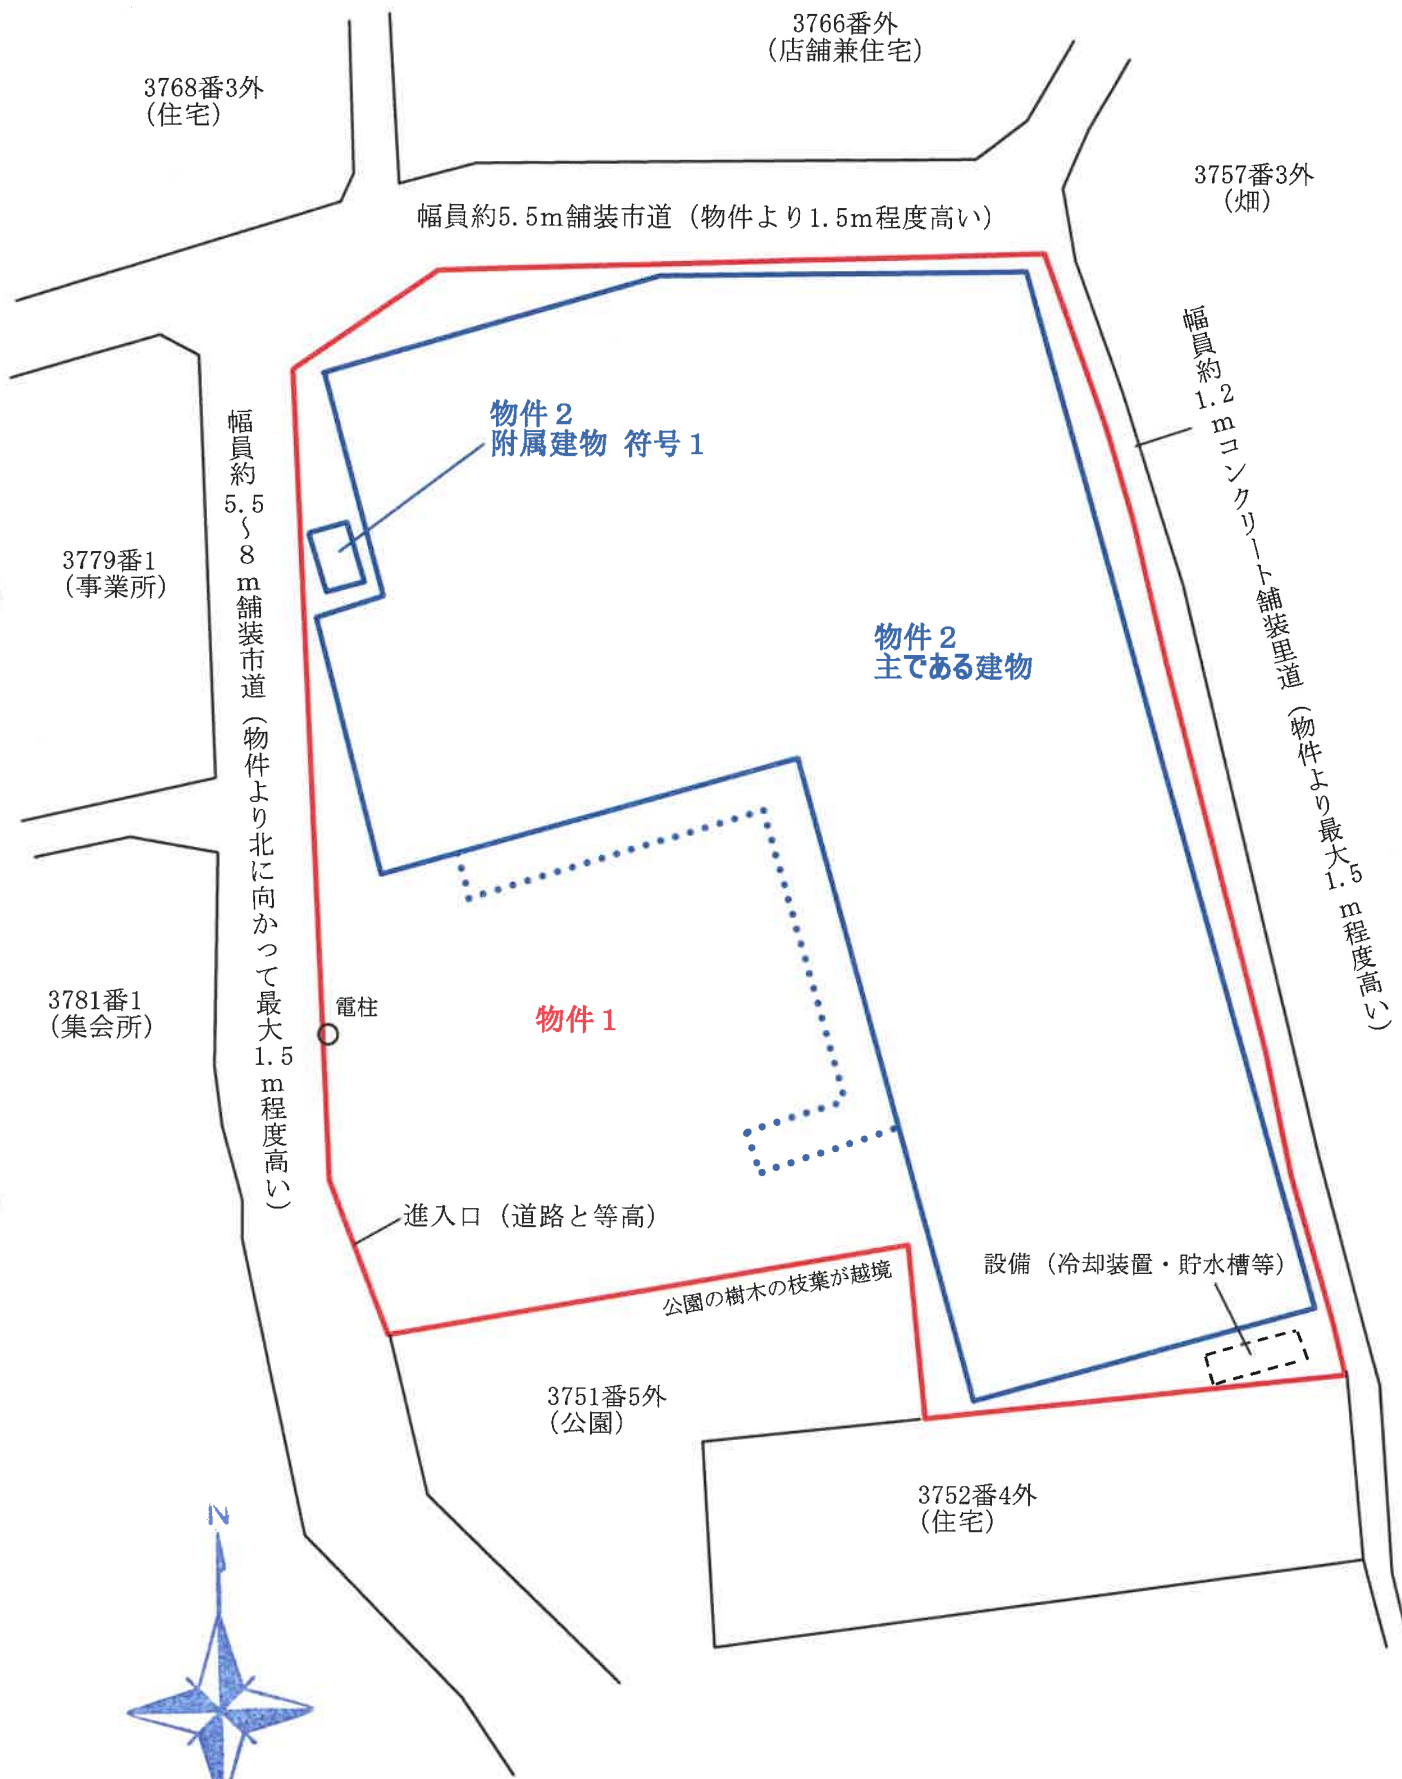 3766番外
（店舗兼住宅）
3768番3外
（住宅）
3757番3外
（畑）
幅員約5.5m舗装市道（物件より1.5m程度高い）
幅員約1.2mコンクリート舗装里道（物件より最大1.5m程度高い）
物件２
附属建物 符号１
幅員約5.5～8m舗装市道（物件より北に向かって最大1.5m程度高い）
3779番1
（事業所）
物件２
主である建物
3781番1
（集会所）
電柱
物件１
進入口（道路と等高）
設備（冷却装置・貯水槽等）
公園の樹木の枝葉が越境
3751番5外
（公園）
3752番4外
（住宅）
N